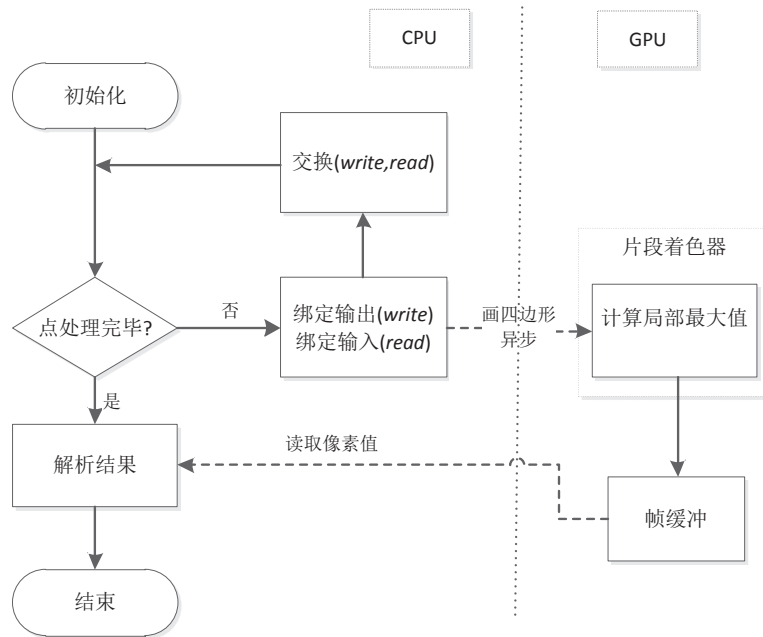 CPU
GPU
初始化
交换(write,read)
片段着色器
点处理完毕?
否
绑定输出(write)
绑定输入(read)
画四边形
异步
计算局部最大值
是
解析结果
读取像素值
帧缓冲
结束